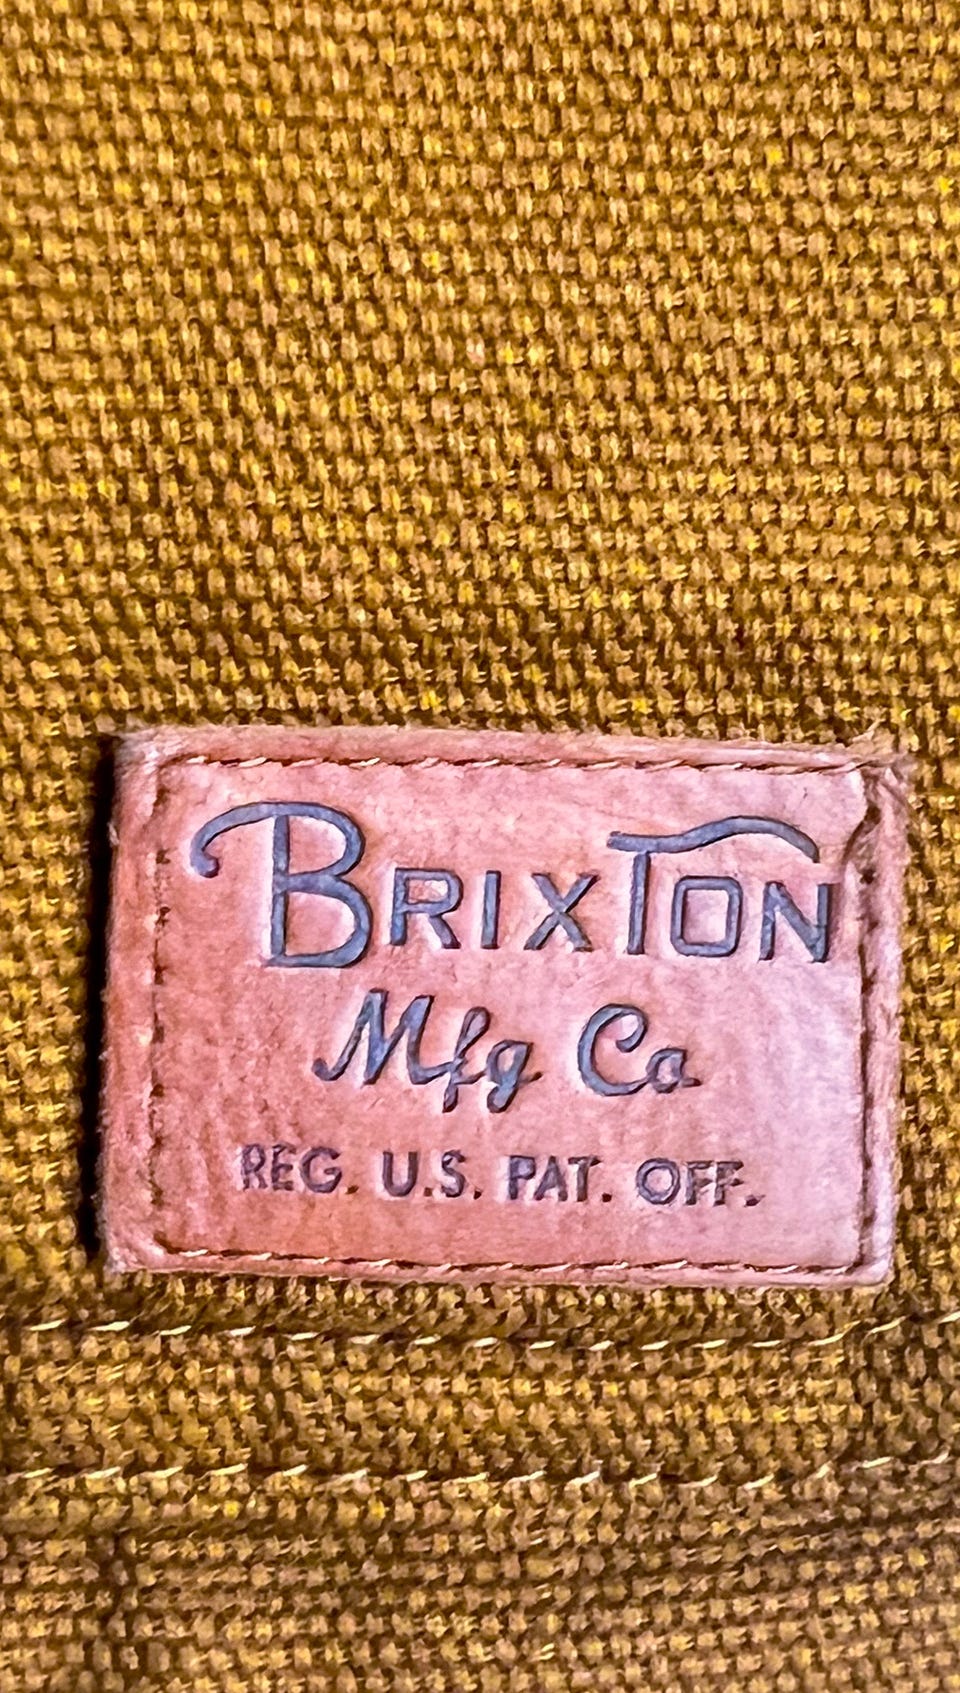 BRIXTON
Mfg Co
REG. U.S. PAT. OFF.